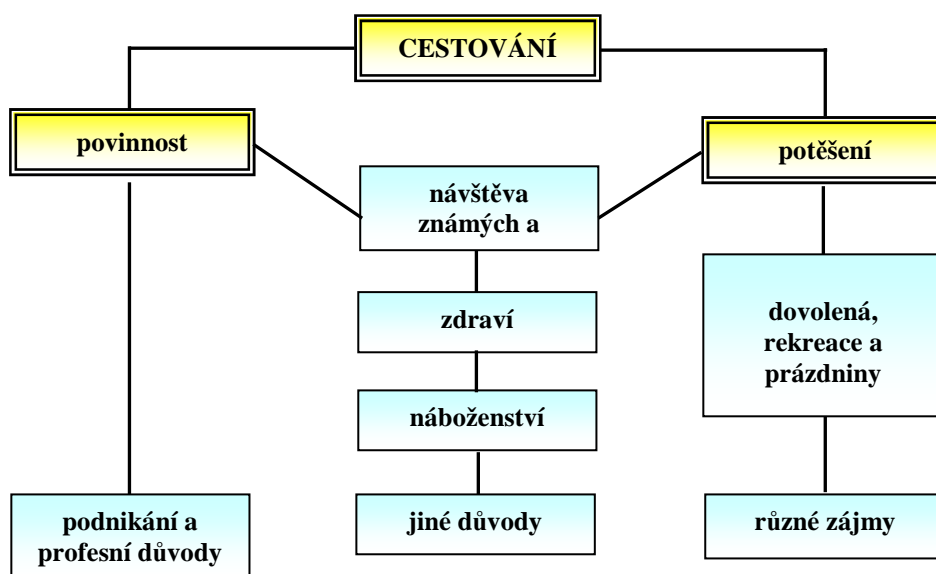 CESTOVÁNÍ
povinnost
potěšení
návštěva
známých a
zdraví
dovolená,
rekreace a
prázdniny
náboženství
podnikání a
profesní důvody
jiné důvody
různé zájmy